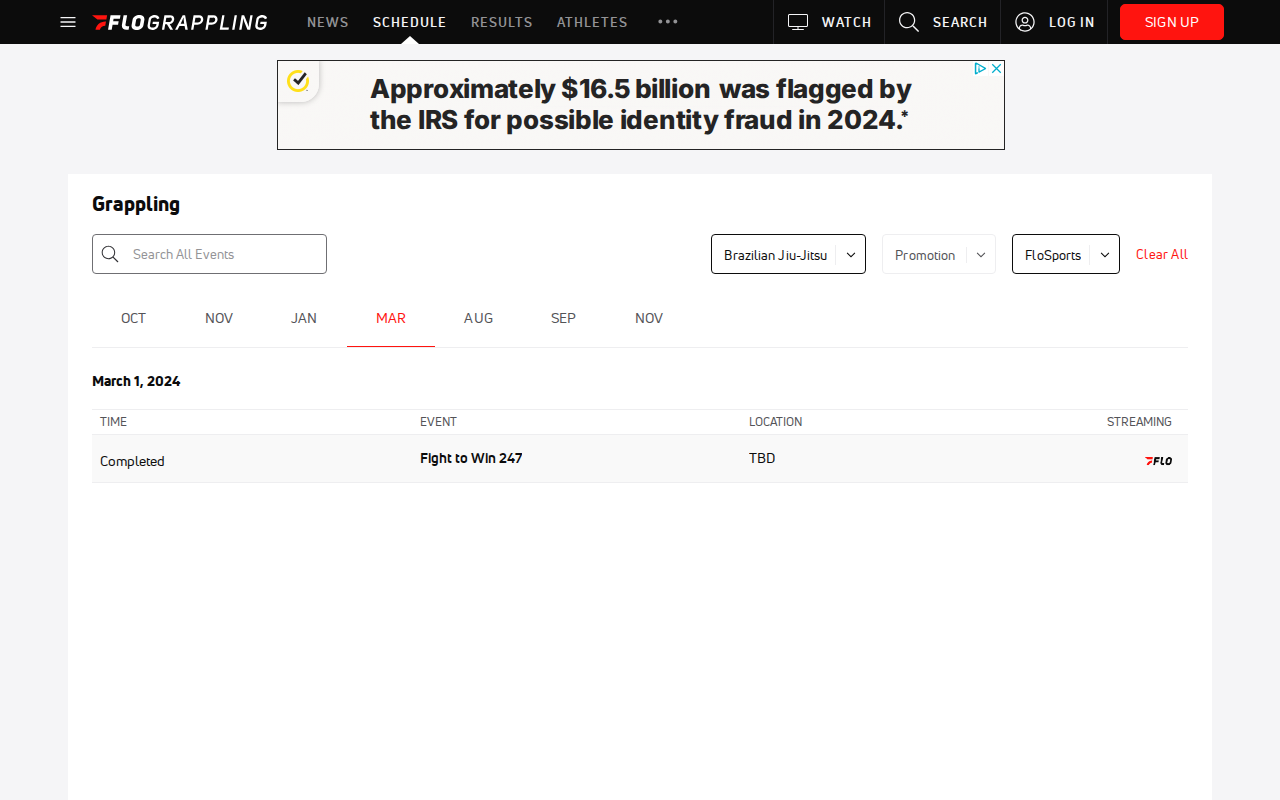 FLOGRAPPLING NEWS SCHEDULE RESULTS ATHLETES ••• WATCH SEARCH LOG IN SIGN UP
Approximately $16.5 billion was flagged by
the IRS for possible identity fraud in 2024.*
Grappling
Search All Events Brazilian Jiu-Jitsu Promotion FloSports Clear All
OCT NOV JAN MAR AUG SEP NOV
March 1, 2024
TIME EVENT LOCATION STREAMING
Completed Fight to Win 247 TBD FLO